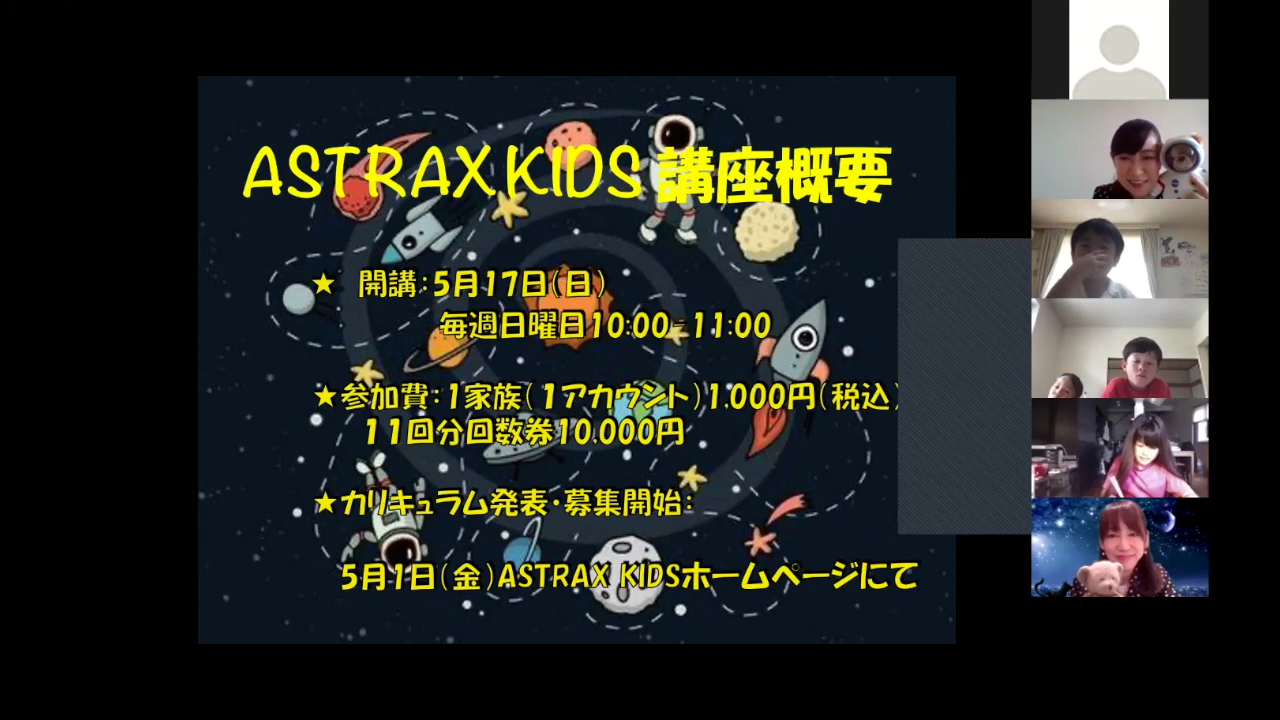 ASTRAX KIDS 講座概要
★ 開講：5月17日（日）
毎週日曜日10:00-11:00
★参加費：1家族（1アカウント）1,000円（税込）
11回分回数券10,000円
★カリキュラム発表・募集開始：
5月1日（金）ASTRAX KIDSホームページにて